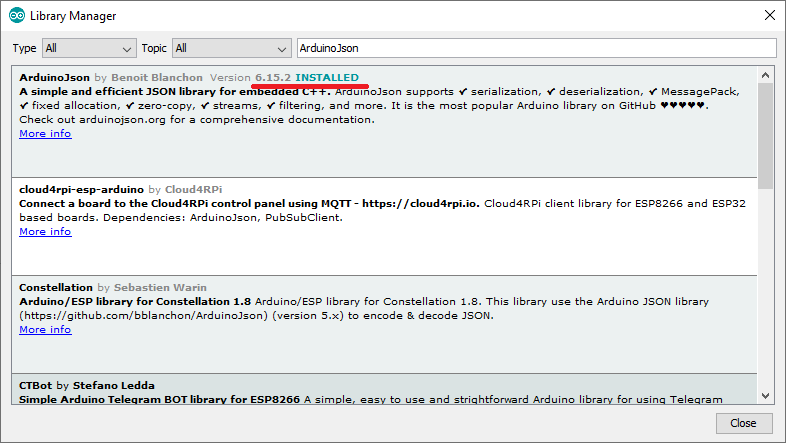 Library Manager
Type All Topic All ArduinoJson
ArduinoJson by Benoit Blanchon Version 6.15.2 INSTALLED
A simple and efficient JSON library for embedded C++. ArduinoJson supports ✔ serialization, ✔ deserialization, ✔ MessagePack,
✔ fixed allocation, ✔ zero-copy, ✔ streams, ✔ filtering, and more. It is the most popular Arduino library on GitHub ♥♥♥♥♥.
Check out arduinojson.org for a comprehensive documentation.
More info
cloud4rpi-esp-arduino by Cloud4RPi
Connect a board to the Cloud4RPi control panel using MQTT - https://cloud4rpi.io. Cloud4RPi client library for ESP8266 and ESP32
based boards. Dependencies: ArduinoJson, PubSubClient.
More info
Constellation by Sebastien Warin
Arduino/ESP library for Constellation 1.8 Arduino/ESP library for Constellation 1.8. This library use the Arduino JSON library
(https://github.com/bblanchon/ArduinoJson) (version 5.x) to encode & decode JSON.
More info
CTBot by Stefano Ledda
Simple Arduino Telegram BOT library for ESP8266 A simple, easy to use and strightforward Arduino library for using Telegram
Close